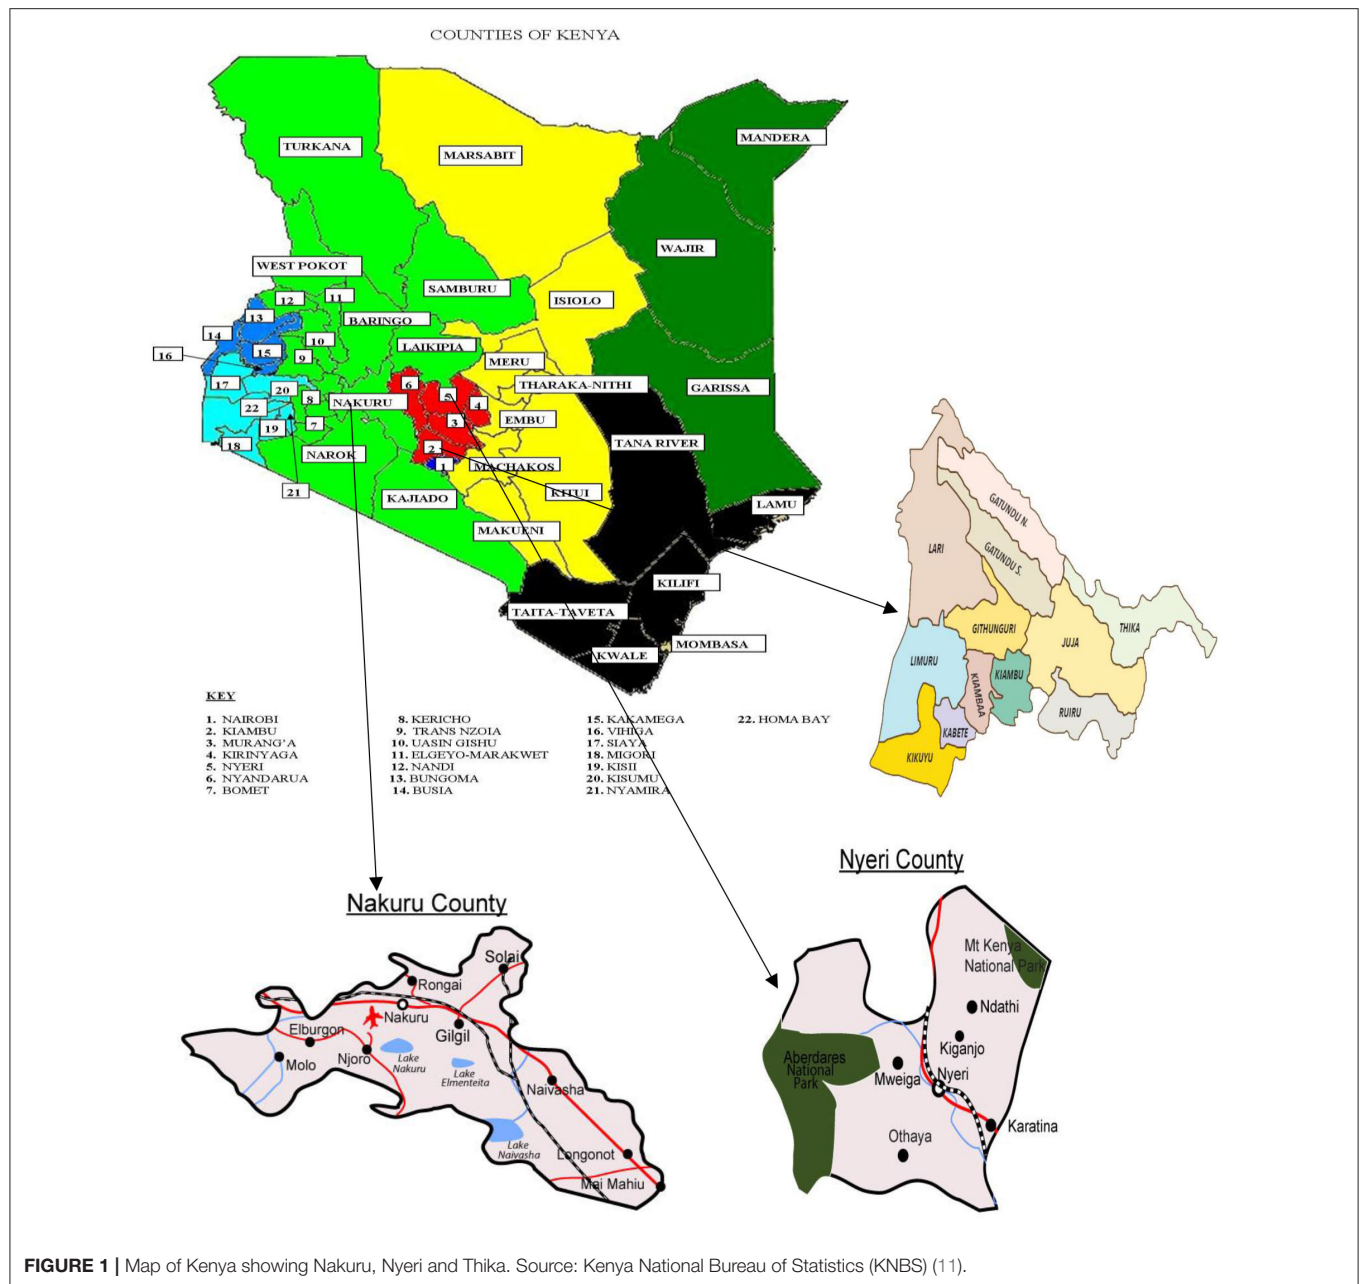 COUNTIES OF KENYA
MANDERA
TURKANA
MARSABIT
WAJIR
WEST POKOT
SAMBURU
ISIOLO
12
11
13
BARINGO
14
10
LAIKIPIA
16
15
9
MERU
17
6
THARAKA-NITHI
GARISSA
20
5
8
NAKURU
4
22
EMBU
3
7
19
TANA RIVER
18
2
NAROK
1
MACHAKOS
21
KAJIADO
KITUI
LAMU
MAKUENI
KILIFI
TAITA-TAVETA
MOMBASA
KWALE
GATUNDU N.
GATUNDU S.
LARI
GITHUNGURI
THIKA
JUJA
LIMURU
KIAMBAA
KIAMBU
RUIRU
KABETE
KIKUYU
KEY
1. NAIROBI
2. KIAMBU
3. MURANG'A
4. KIRINYAGA
5. NYERI
6. NYANDARUA
7. BOMET
8. KERICHO
9. TRANS NZOIA
10. UASIN GISHU
11. ELGEYO-MARAKWET
12. NANDI
13. BUNGOMA
14. BUSIA
15. KAKAMEGA
16. VIHIGA
17. SIAYA
18. MIGORI
19. KISII
20. KISUMU
21. NYAMIRA
22. HOMA BAY
Nakuru County
Solai
Rongai
Nakuru
Elburgon
Gilgil
Njoro
Molo
Lake
Nakuru
Lake
Elmenteita
Naivasha
Lake
Naivasha
Longonot
Mai Mahiu
Nyeri County
Mt Kenya
National Park
Ndathi
Kiganjo
Aberdares
National
Park
Mweiga
Nyeri
Karatina
Othaya
FIGURE 1 | Map of Kenya showing Nakuru, Nyeri and Thika. Source: Kenya National Bureau of Statistics (KNBS) (11).